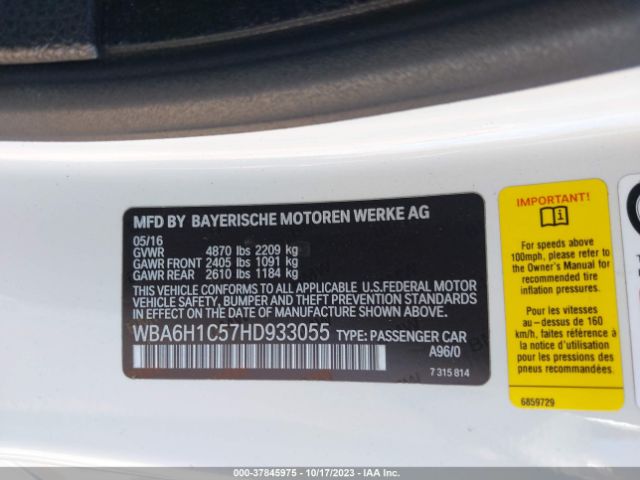 MFD BY BAYERISCHE MOTOREN WERKE AG
05/16
GVWR 4870 lbs 2209 kg
GAWR FRONT 2405 lbs 1091 kg
GAWR REAR 2610 lbs 1184 kg
THIS VEHICLE CONFORMS TO ALL APPLICABLE U.S.FEDERAL MOTOR
VEHICLE SAFETY, BUMPER AND THEFT PREVENTION STANDARDS
IN EFFECT ON THE DATE OF MANUFACTURE SHOWN ABOVE.
WBA6H1C57HD933055 TYPE: PASSENGER CAR
A96/0
7 315 814
IMPORTANT!
For speeds above
100mph, please refer to
the Owner's Manual for
recommended tire
inflation pressures.
Pour les vitesses
au-dessus de 160
km/h, faites référence à
la notice d'utilisation
pour les pressions des
pneus recommandées.
6859729
000-37845975 - 10/17/2023 - IAA Inc.